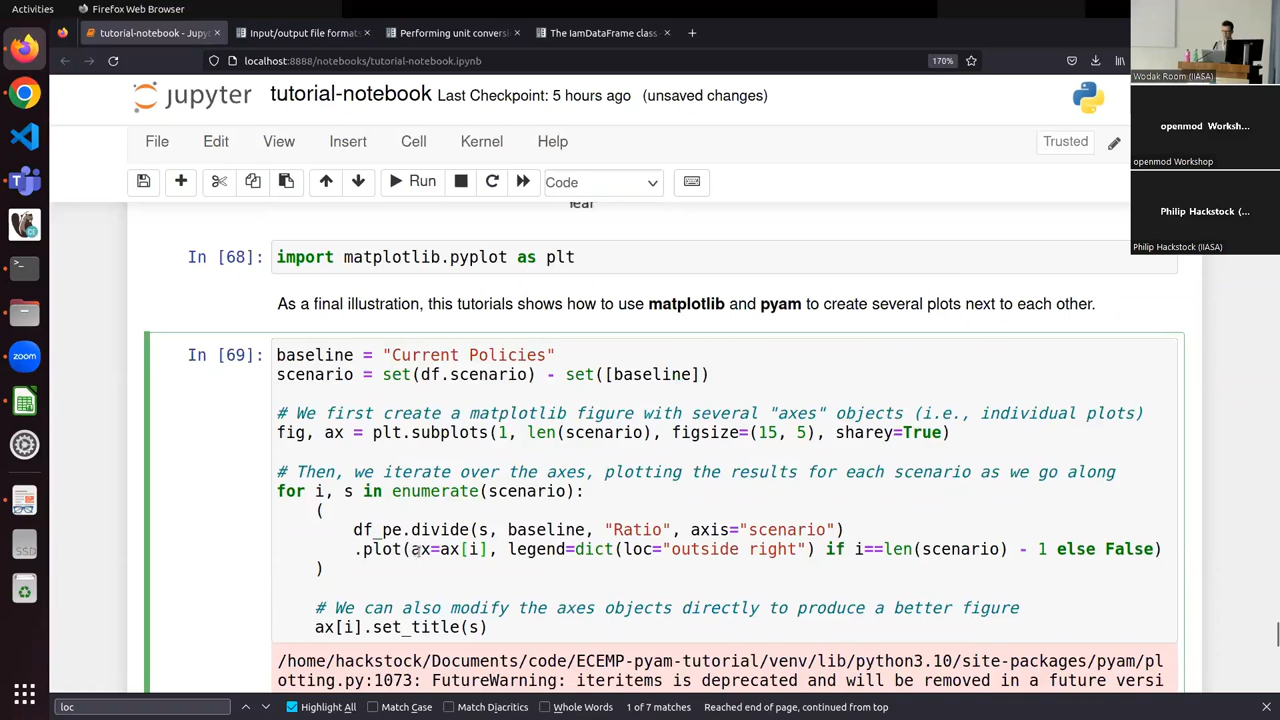 Activities
Firefox Web Browser
tutorial-notebook - Jupyt
Input/output file formats
Performing unit conversi
The IamDataFrame class
localhost:8888/notebooks/tutorial-notebook.ipynb
170%
jupyter tutorial-notebook Last Checkpoint: 5 hours ago (unsaved changes)
File Edit View Insert Cell Kernel Help
Trusted
Run
Code
Year
In [68]: import matplotlib.pyplot as plt
As a final illustration, this tutorials shows how to use matplotlib and pyam to create several plots next to each other.
In [69]: baseline = "Current Policies"
scenario = set(df.scenario) - set([baseline])
# We first create a matplotlib figure with several "axes" objects (i.e., individual plots)
fig, ax = plt.subplots(1, len(scenario), figsize=(15, 5), sharey=True)
# Then, we iterate over the axes, plotting the results for each scenario as we go along
for i, s in enumerate(scenario):
(
df_pe.divide(s, baseline, "Ratio", axis="scenario")
.plot(ax=ax[i], legend=dict(loc="outside right") if i==len(scenario) - 1 else False)
)
# We can also modify the axes objects directly to produce a better figure
ax[i].set_title(s)
/home/hackstock/Documents/code/ECEMP-pyam-tutorial/venv/lib/python3.10/site-packages/pyam/pl
otting.py:1073: FutureWarning: iteritems is deprecated and will be removed in a future versi
loc
Highlight All
Match Case
Match Diacritics
Whole Words
1 of 7 matches
Reached end of page, continued from top
Wodak Room (IIASA)
openmod Worksh...
openmod Workshop
Philip Hackstock (...
Philip Hackstock (IIASA)
zoom
SSD